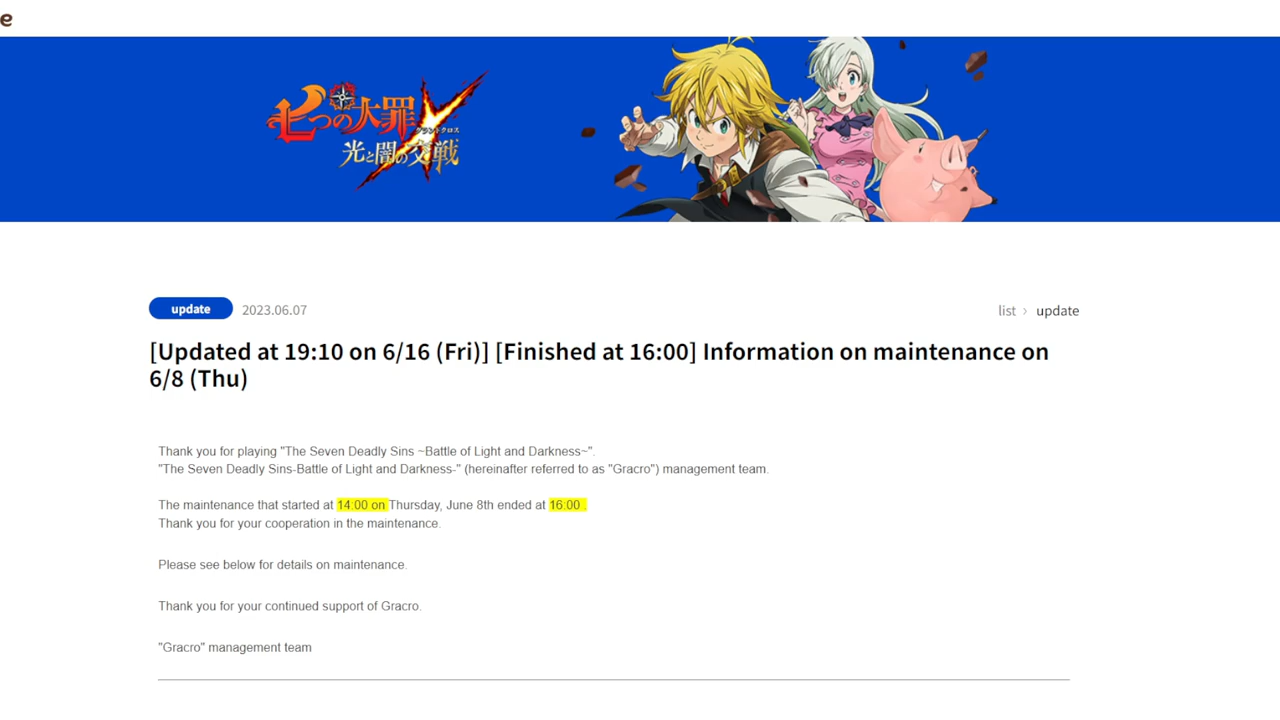 e
七つの大罪
グランドクロス
光と闇の交戦
update 2023.06.07
list › update
[Updated at 19:10 on 6/16 (Fri)] [Finished at 16:00] Information on maintenance on
6/8 (Thu)
Thank you for playing "The Seven Deadly Sins ~Battle of Light and Darkness~".
"The Seven Deadly Sins-Battle of Light and Darkness-" (hereinafter referred to as "Gracro") management team.
The maintenance that started at 14:00 on Thursday, June 8th ended at 16:00 .
Thank you for your cooperation in the maintenance.
Please see below for details on maintenance.
Thank you for your continued support of Gracro.
"Gracro" management team